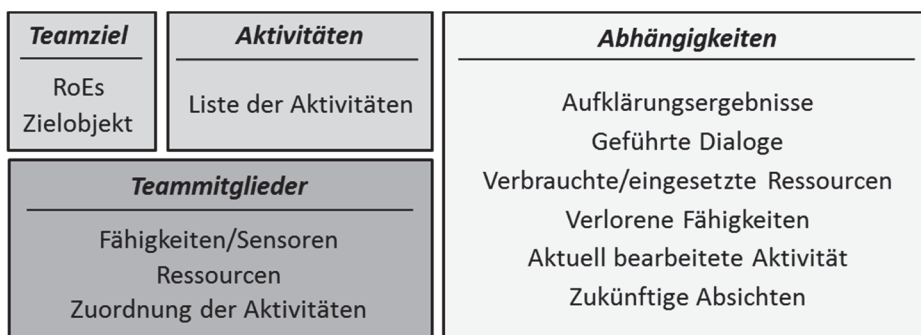 Teamziel
RoEs
Zielobjekt
Aktivitäten
Liste der Aktivitäten
Teammitglieder
Fähigkeiten/Sensoren
Ressourcen
Zuordnung der Aktivitäten
Abhängigkeiten
Aufklärungsergebnisse
Geführte Dialoge
Verbrauchte/eingesetzte Ressourcen
Verlorene Fähigkeiten
Aktuell bearbeitete Aktivität
Zukünftige Absichten